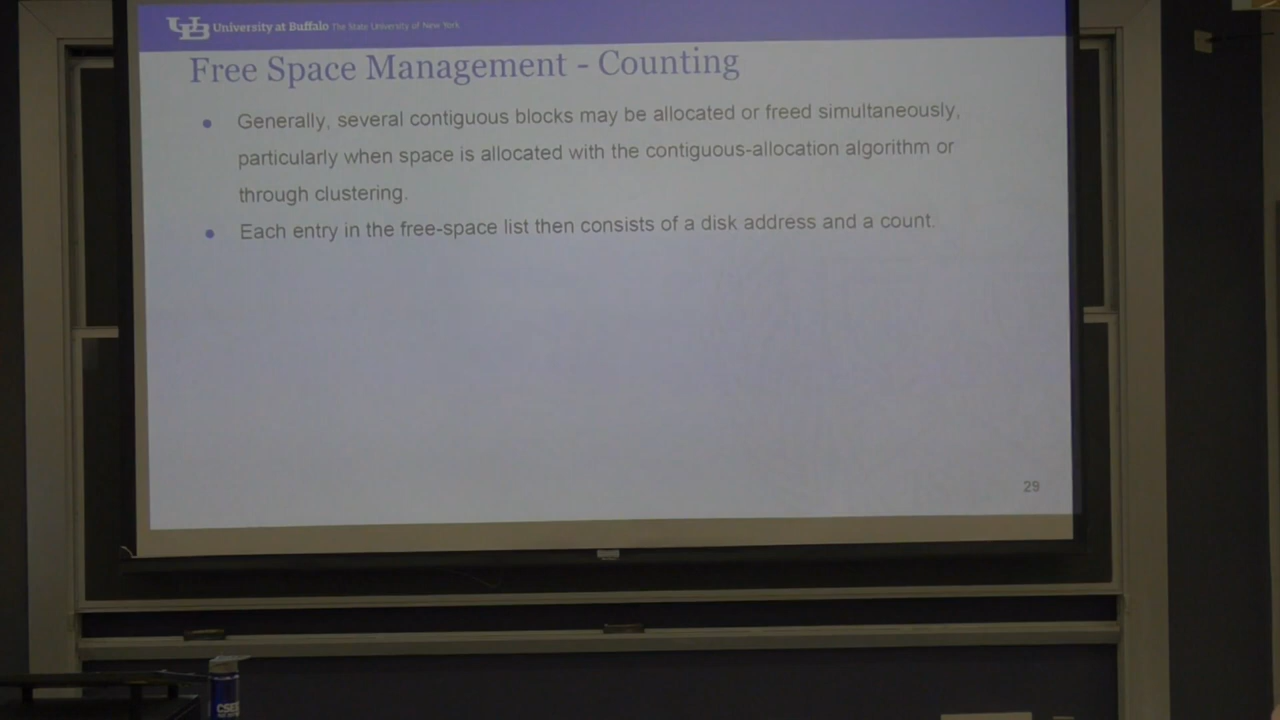 University at Buffalo The State University of New York
Free Space Management - Counting
Generally, several contiguous blocks may be allocated or freed simultaneously,
particularly when space is allocated with the contiguous-allocation algorithm or
through clustering.
Each entry in the free-space list then consists of a disk address and a count.
29
CSE